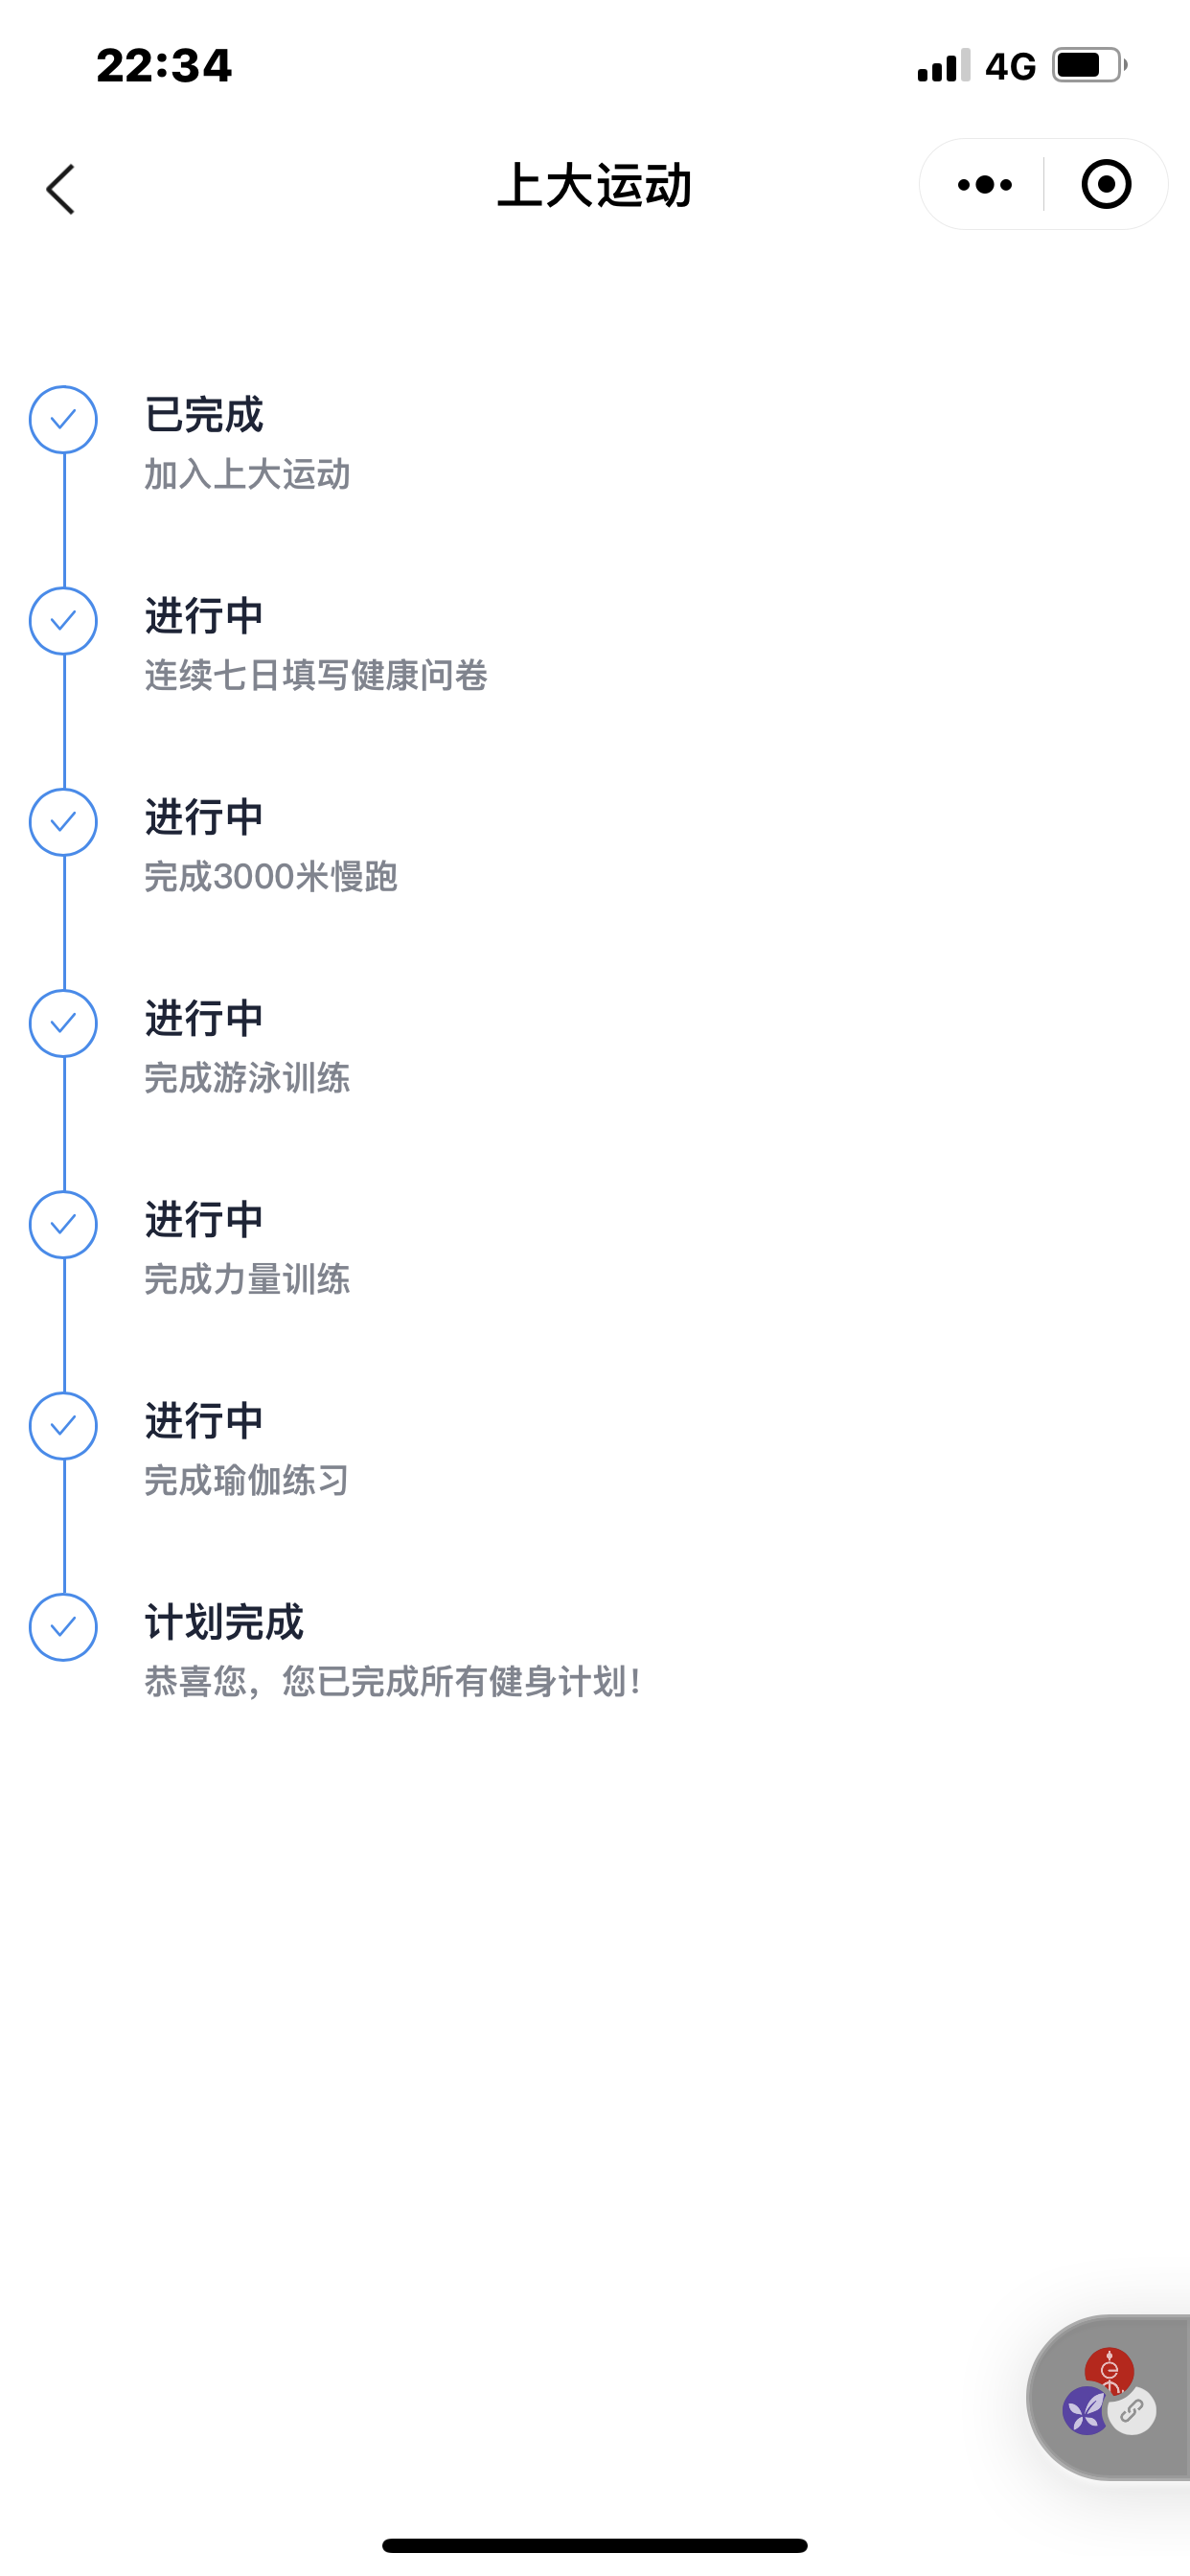 22:34
4G
上大运动
已完成
加入上大运动
进行中
连续七日填写健康问卷
进行中
完成3000米慢跑
进行中
完成游泳训练
进行中
完成力量训练
进行中
完成瑜伽练习
计划完成
恭喜您，您已完成所有健身计划！